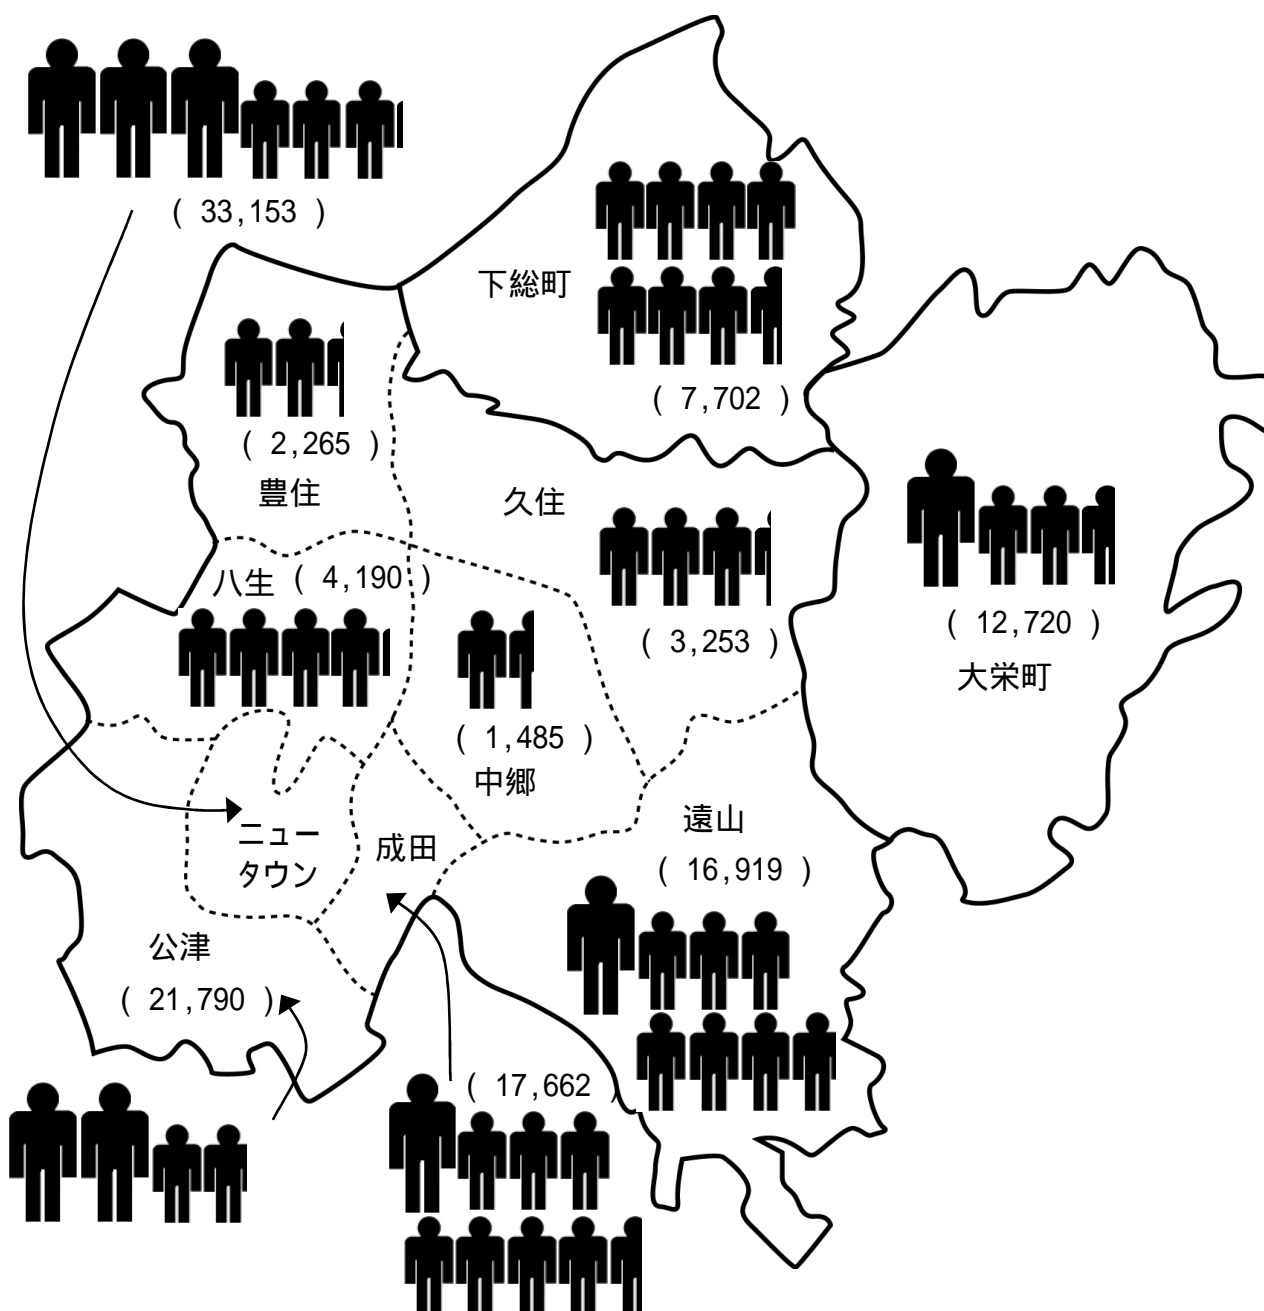 ( 33,153 )
下総町
( 7,702 )
( 2,265 )
豊住
久住
八生 ( 4,190 )
( 3,253 )
( 12,720 )
大栄町
( 1,485 )
中郷
ニュー
タウン
成田
遠山
( 16,919 )
公津
( 21,790 )
( 17,662 )